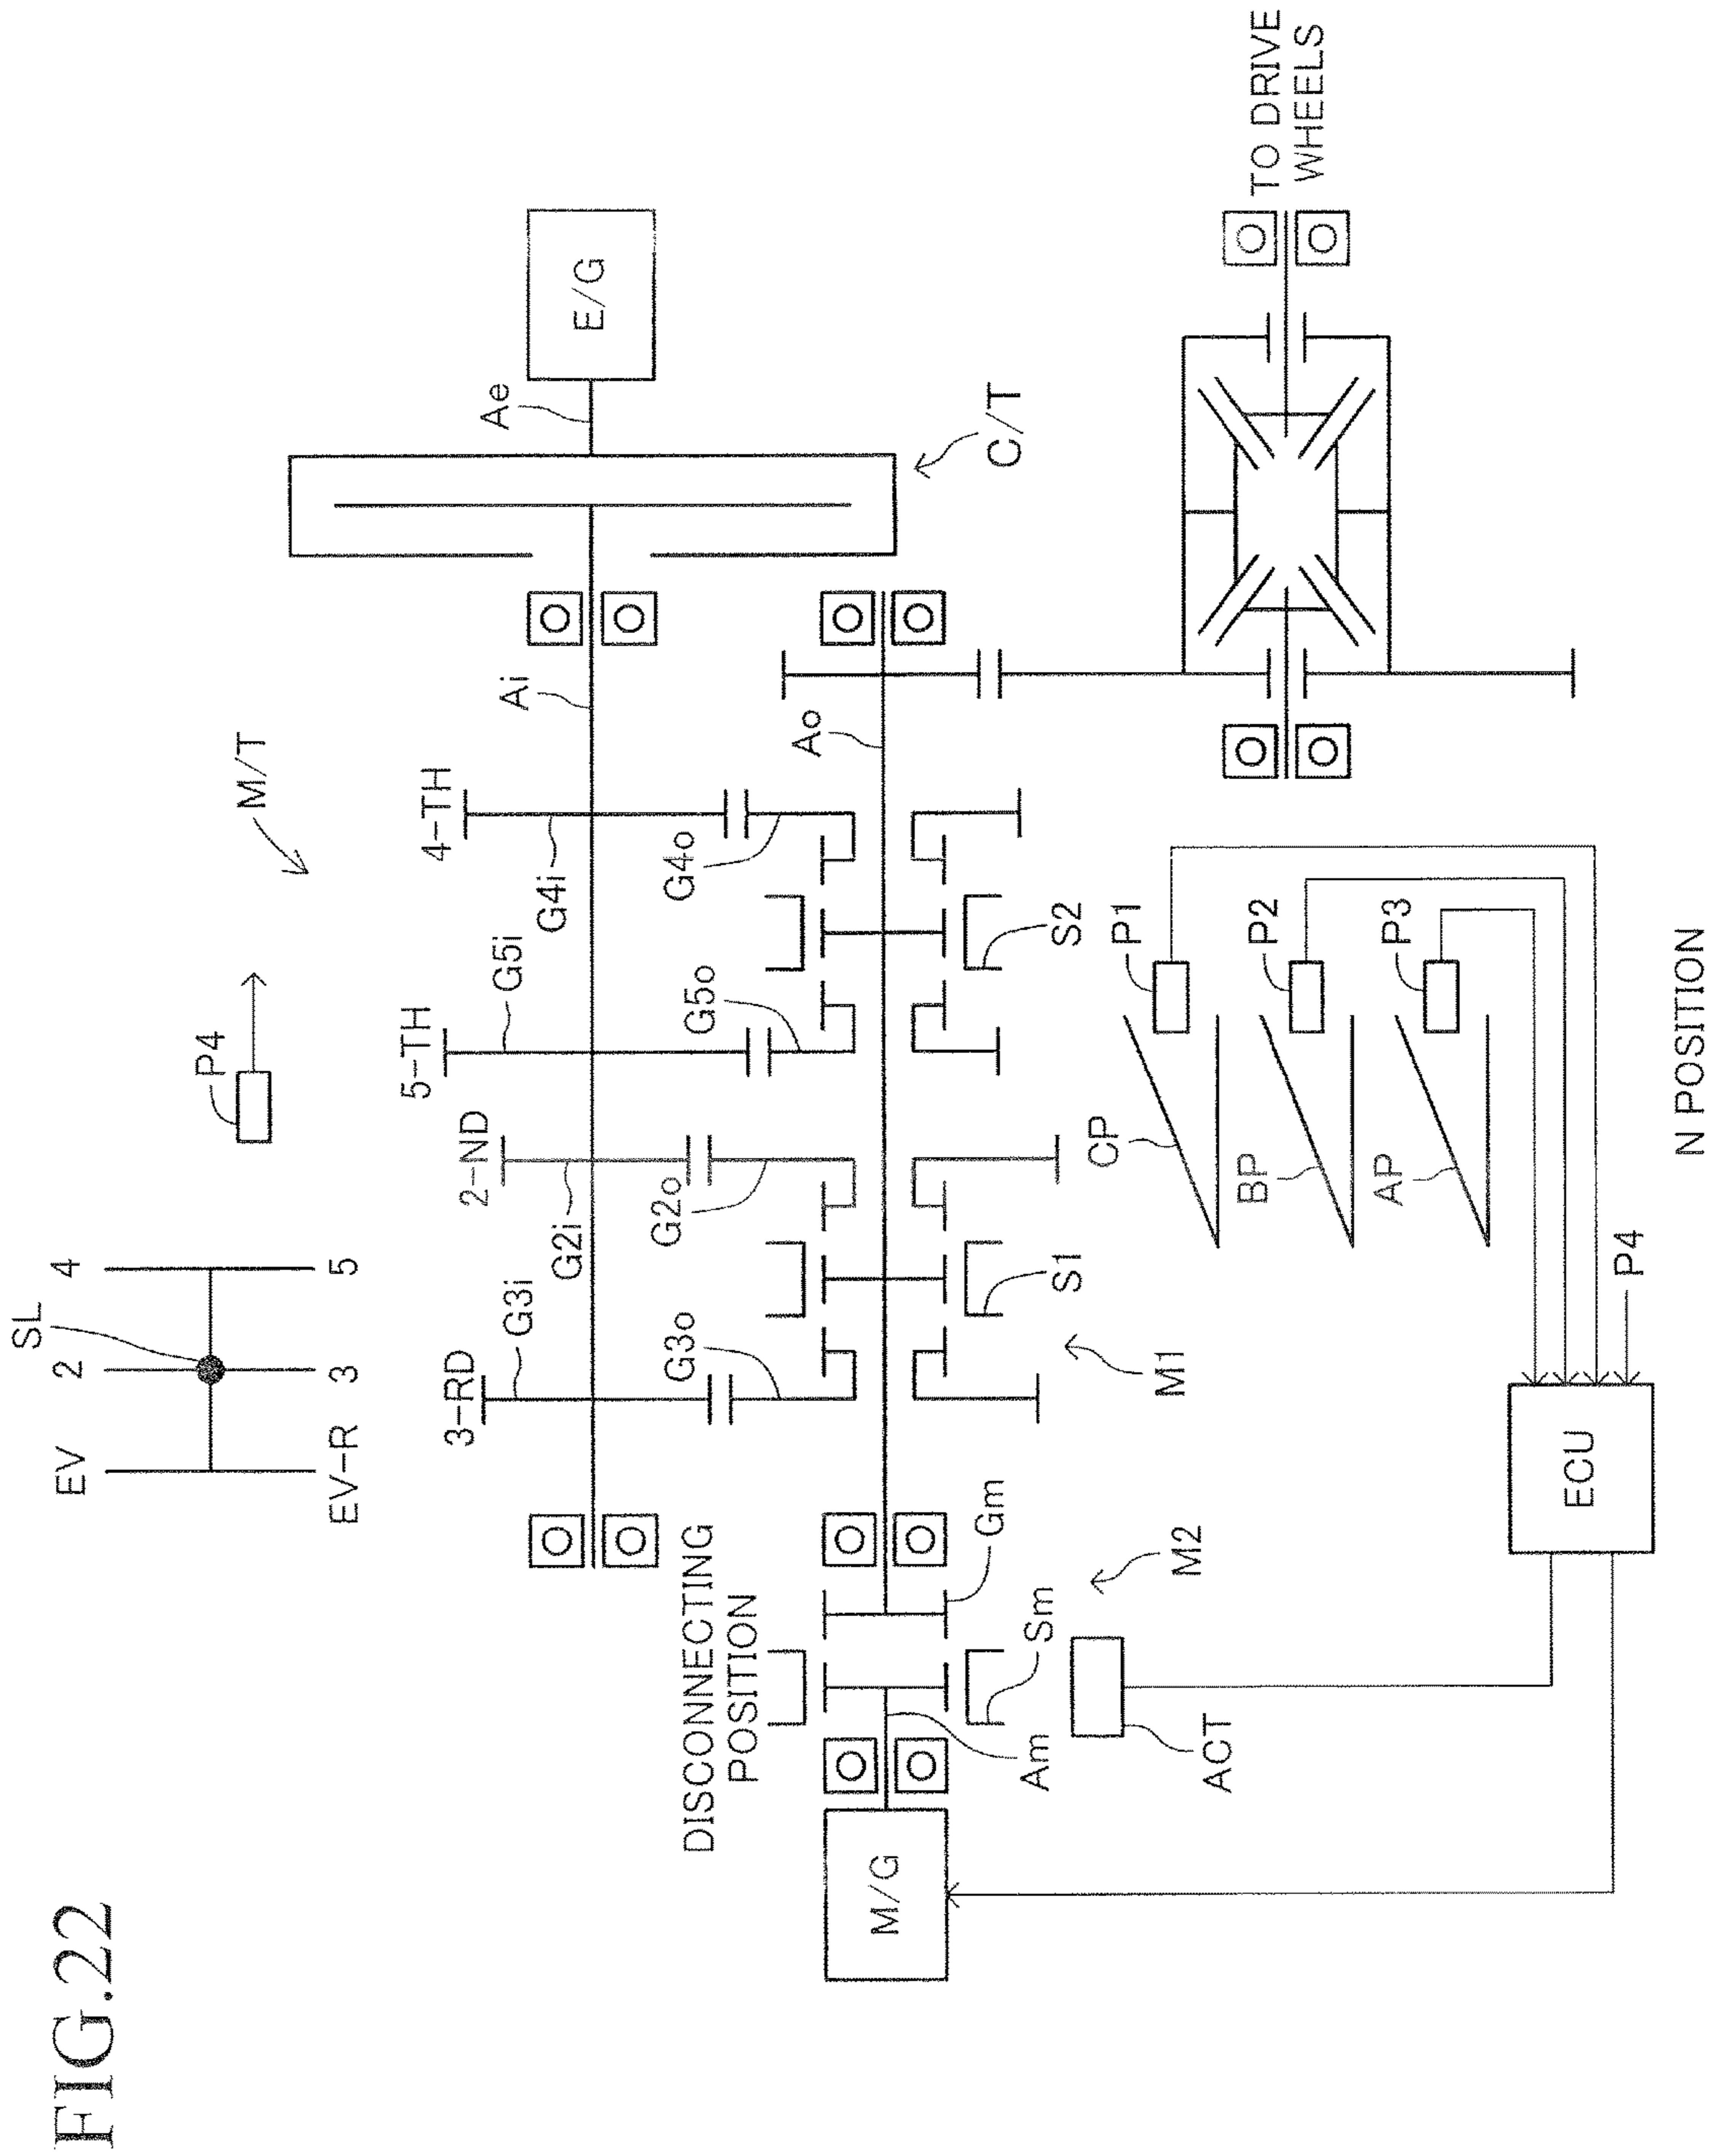 FIG.22
EV
2
4
SL
EV-R
3
5
P4
M/T
3-RD
2-ND
5-TH
4-TH
G3i
G2i
G5i
G4i
Ai
Ae
E/G
G3o
G2o
G5o
G4o
Ao
C/T
DISCONNECTING
POSITION
M/G
Am
Sm
Gm
M2
ACT
M1
S1
S2
CP
P1
BP
P2
AP
P3
ECU
P4
TO DRIVE
WHEELS
N POSITION